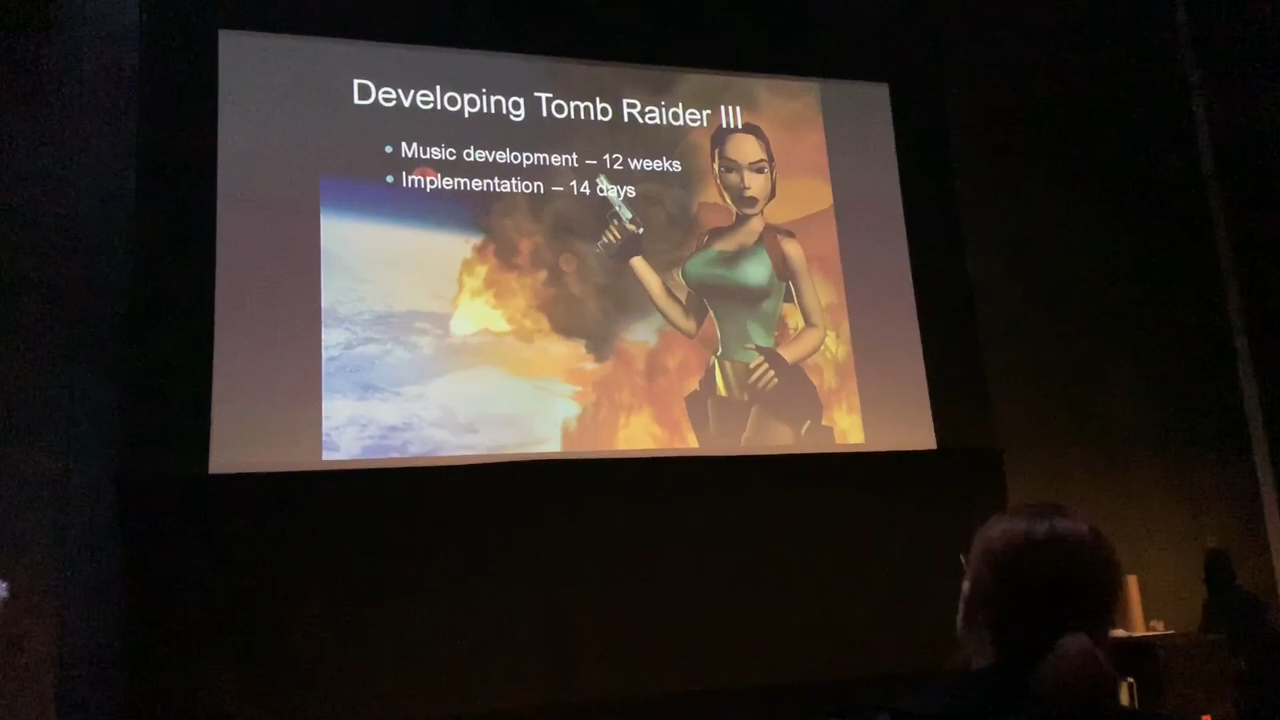 Developing Tomb Raider III
• Music development – 12 weeks
• Implementation – 14 days